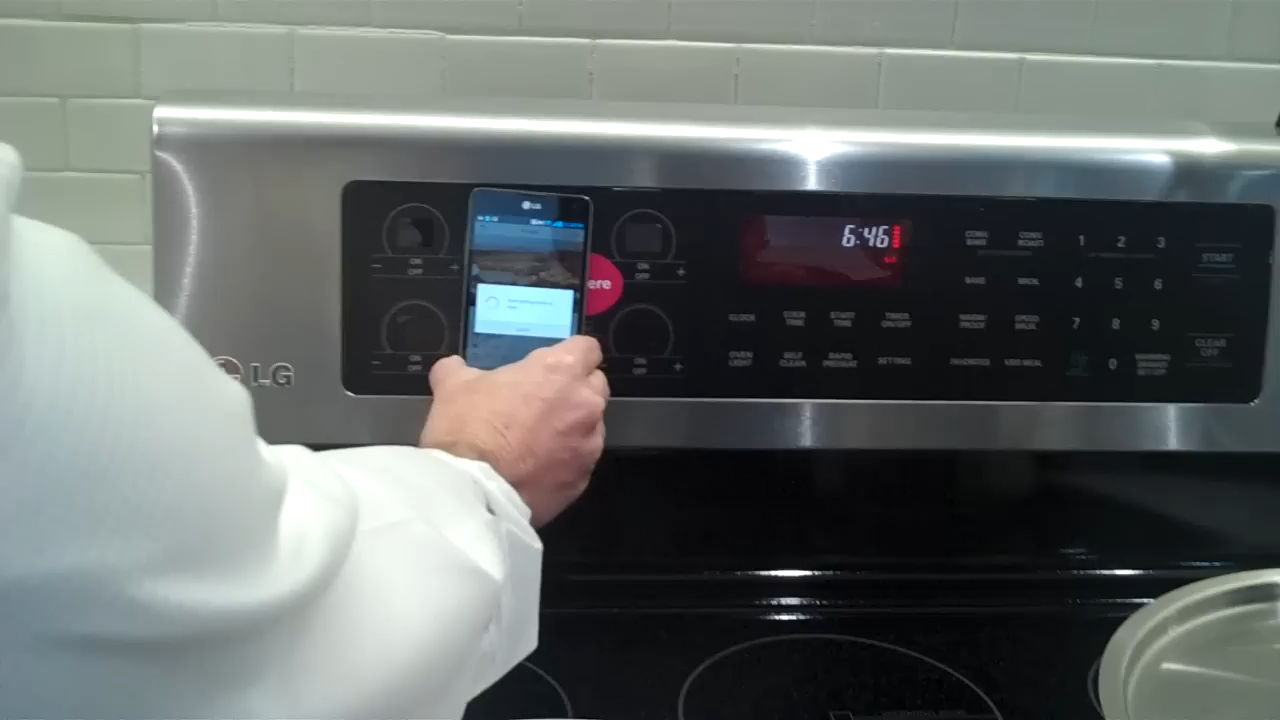 LG
ON
OFF
ON
OFF
ere
6:46
CONV
BAKE
CONV
ROAST
1 2 3
START
BAKE
BROIL
4 5 6
CLOCK
COOK
TIME
START
TIME
TIMER
ON/OFF
WARM
PROOF
SPEED
BROIL
7 8 9
CLEAR
OFF
ON
OFF
ON
OFF
OVEN
LIGHT
SELF
CLEAN
RAPID
PREHEAT
SETTING
FAVORITES
0
LG